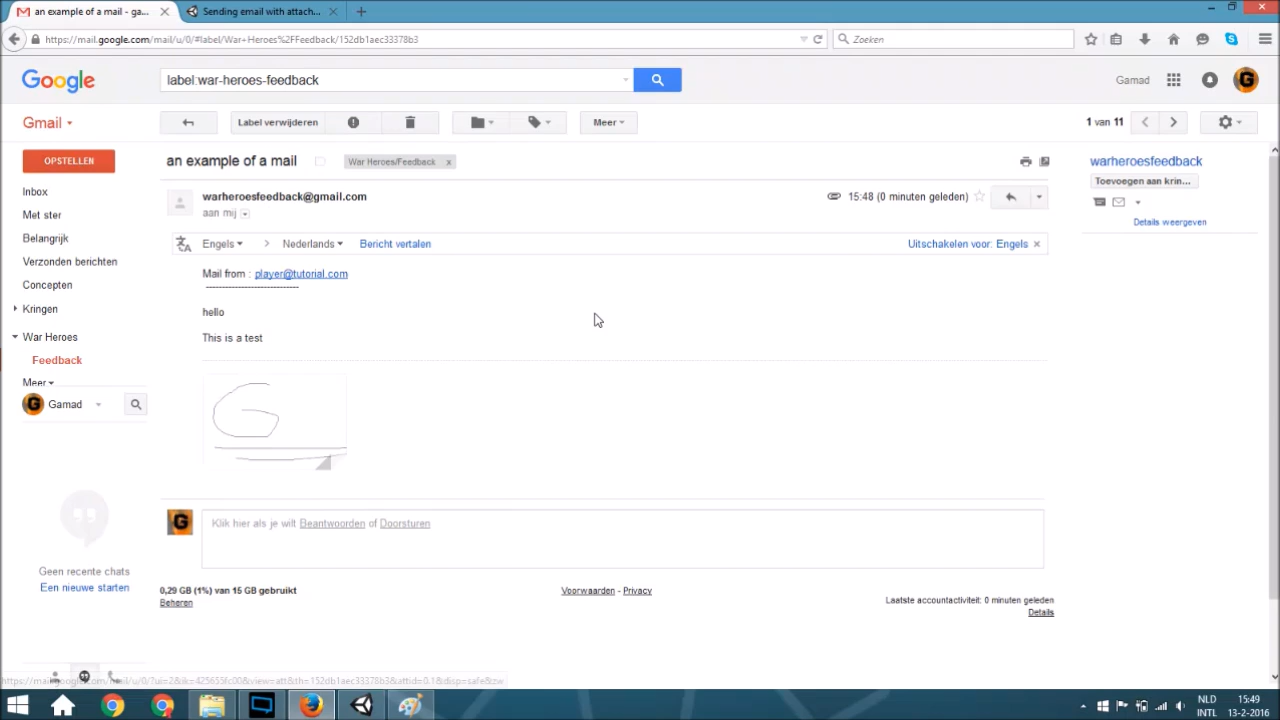 an example of a mail - ga...
Sending email with attach...
https://mail.google.com/mail/u/0/#label/War+Heroes%2FFeedback/152db1aec33378b3
Zoeken
Google
label:war-heroes-feedback
Gamad
G
Gmail
Label verwijderen
Meer
1 van 11
OPSTELLEN
an example of a mail
War Heroes/Feedback x
warheroesfeedback
Toevoegen aan krin...
Details weergeven
Inbox
Met ster
Belangrijk
Verzonden berichten
Concepten
Kringen
War Heroes
Feedback
Meer
Gamad
warheroesfeedback@gmail.com
15:48 (0 minuten geleden)
aan mij
Engels > Nederlands Bericht vertalen
Uitschakelen voor: Engels x
Mail from : player@tutorial.com
------------------------------
hello
This is a test
G
Klik hier als je wilt Beantwoorden of Doorsturen
Geen recente chats
Een nieuwe starten
0,29 GB (1%) van 15 GB gebruikt
Beheren
Voorwaarden - Privacy
Laatste accountactiviteit: 0 minuten geleden
Details
NLD
INTL
15:49
13-2-2016